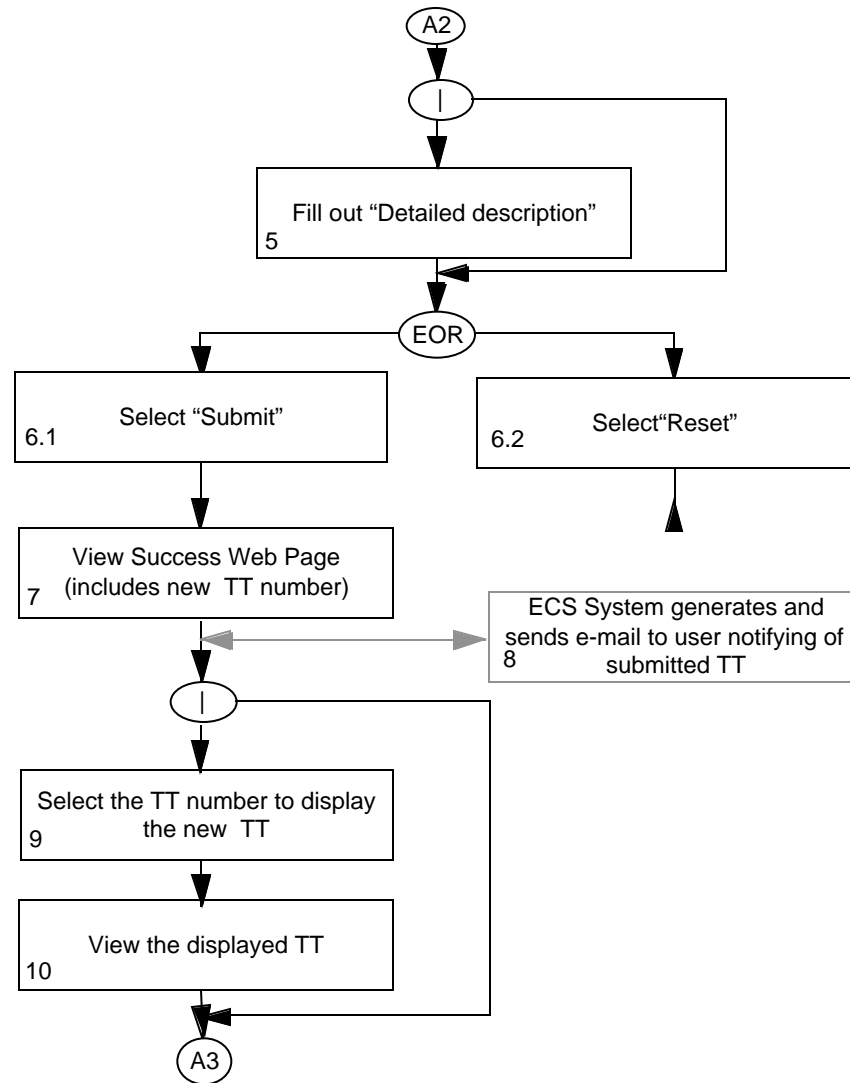 A2
|
Fill out “Detailed description”
5
EOR
Select “Submit”
6.1
Select“Reset”
6.2
View Success Web Page
(includes new TT number)
7
ECS System generates and
sends e-mail to user notifying of
8 submitted TT
|
Select the TT number to display
the new TT
9
View the displayed TT
10
A3